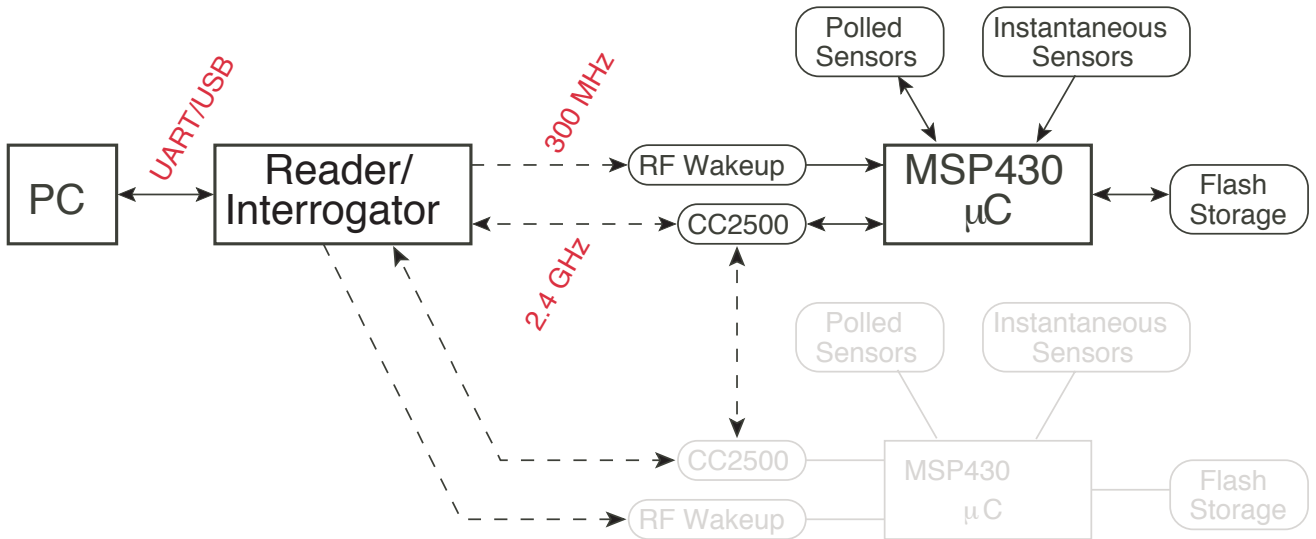 Polled
Sensors
Instantaneous
Sensors
UART/USB
300 MHz
PC
Reader/
Interrogator
RF Wakeup
CC2500
MSP430
μC
Flash
Storage
2.4 GHz
Polled
Sensors
Instantaneous
Sensors
CC2500
RF Wakeup
MSP430
μC
Flash
Storage